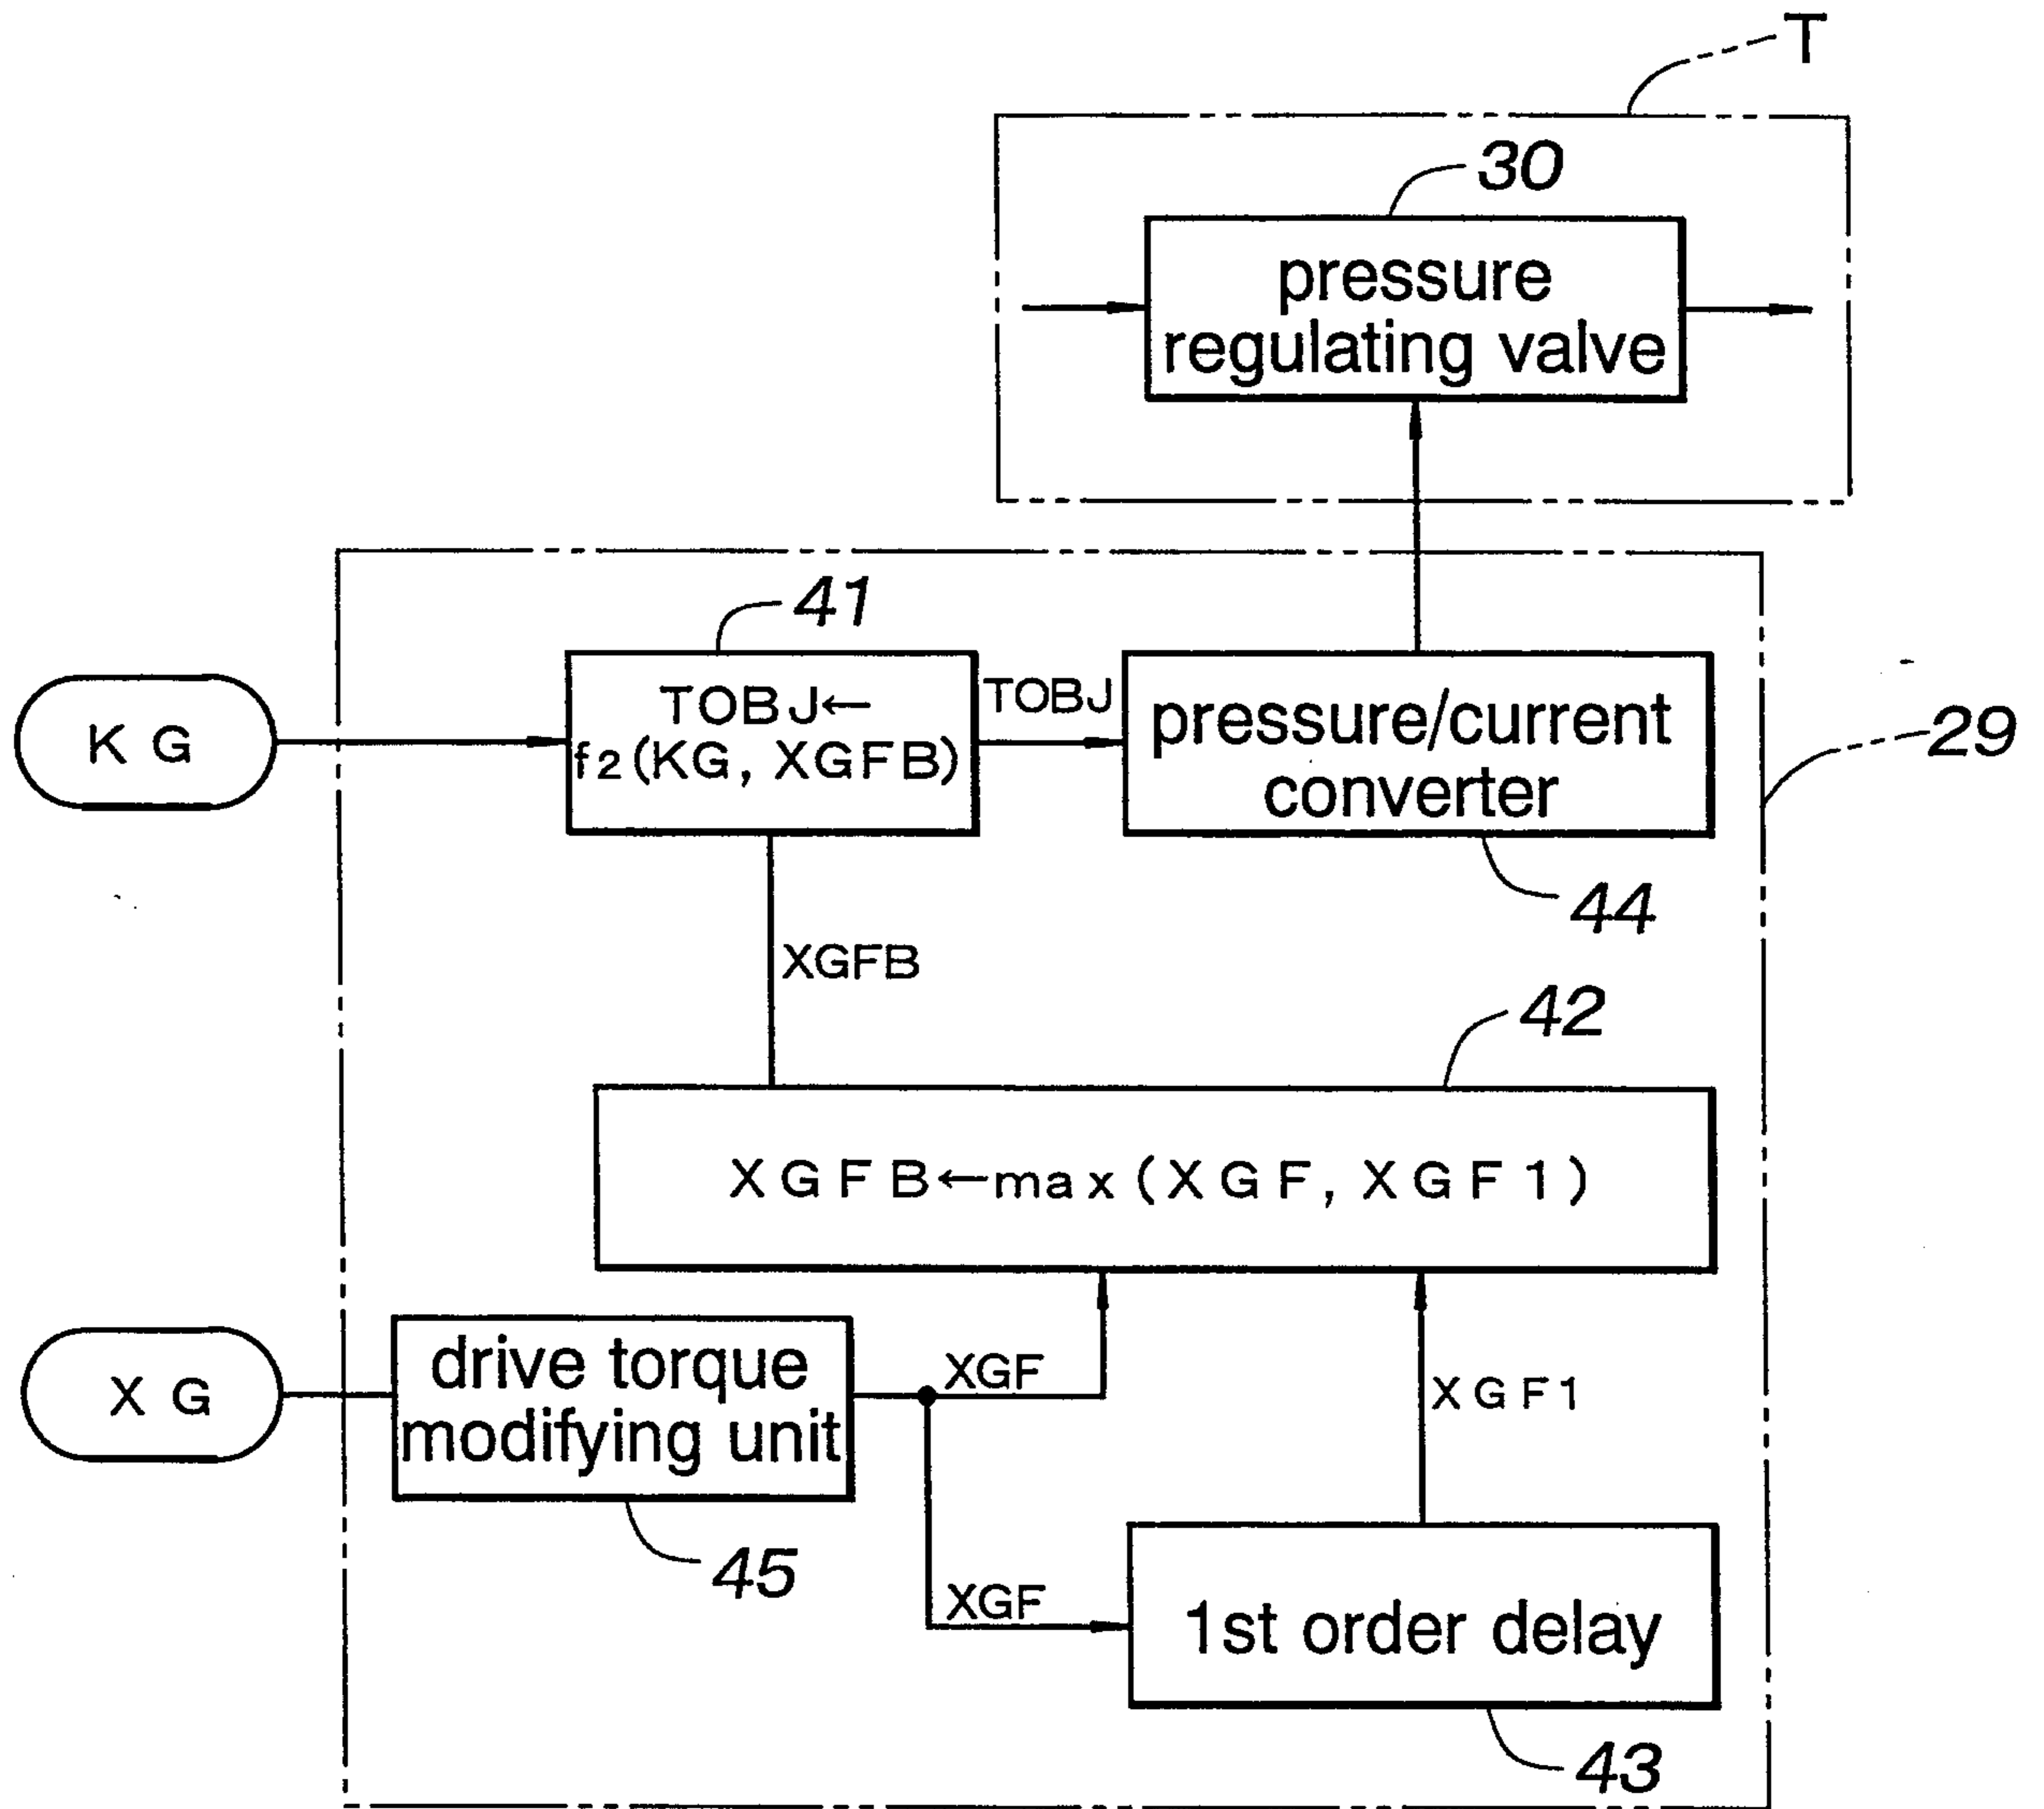 T
30
pressure
regulating valve
41
KG
TOBJ←
f2(KG, XGFB)
TOBJ
pressure/current
converter
29
44
XGFB
42
XGFB←max(XGF, XGF1)
XG
drive torque
modifying unit
XGF
XGF1
45
XGF
1st order delay
43